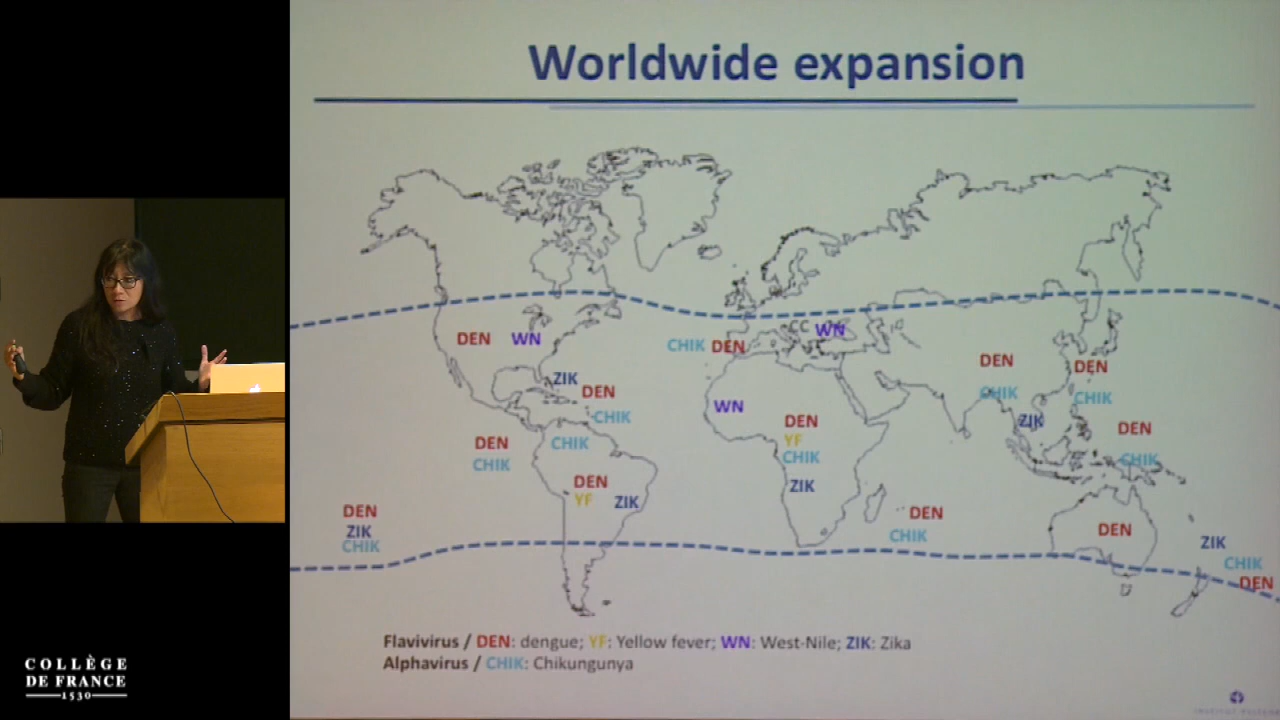 Worldwide expansion
DEN WN
CHIK DEN
CC WN
ZIK
DEN
CHIK
DEN
CHIK
CHIK
DEN
YF
ZIK
DEN
ZIK
CHIK
WN
DEN
YF
CHIK
ZIK
DEN
CHIK
DEN
CHIK
ZIK
DEN
CHIK
DEN
CHIK
DEN
ZIK
CHIK
DEN
Flavivirus / DEN: dengue; YF: Yellow fever; WN: West-Nile; ZIK: Zika
Alphavirus / CHIK: Chikungunya
COLLÈGE
DE FRANCE
1530